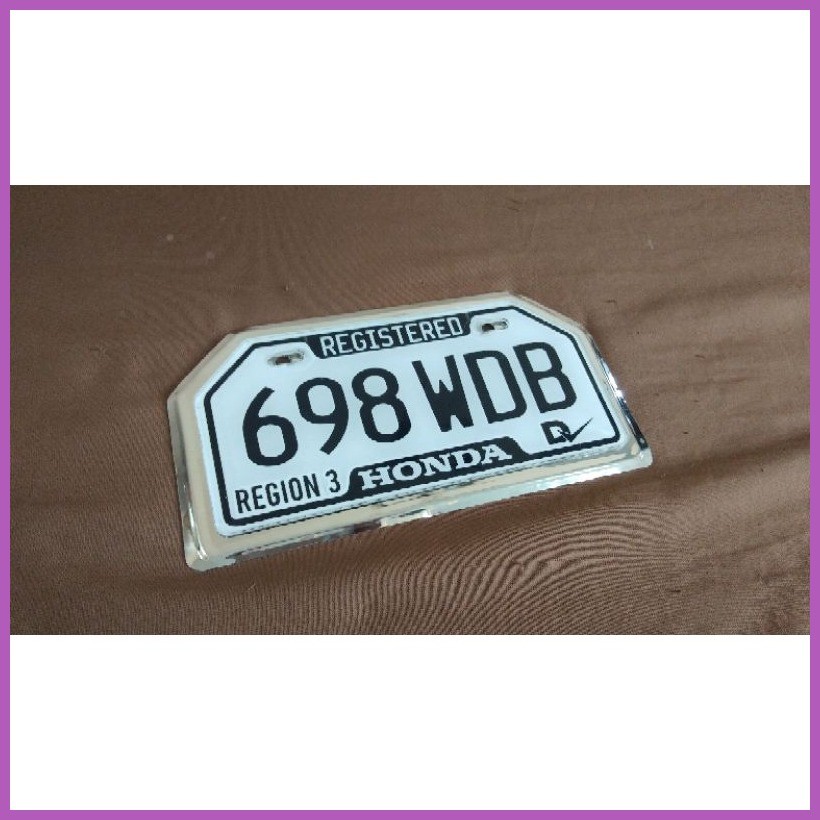 REGISTERED
698 WDB
REGION 3 HONDA